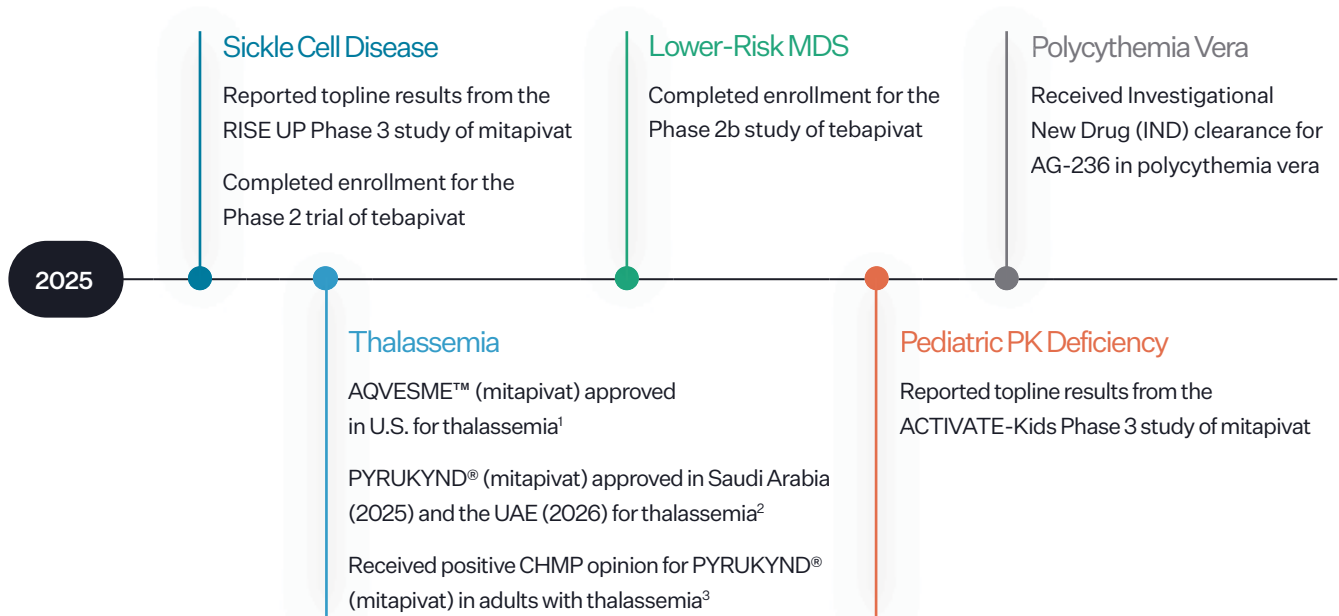 Sickle Cell Disease
Reported topline results from the
RISE UP Phase 3 study of mitapivat
Completed enrollment for the
Phase 2 trial of tebapivat
Lower-Risk MDS
Completed enrollment for the
Phase 2b study of tebapivat
Polycythemia Vera
Received Investigational
New Drug (IND) clearance for
AG-236 in polycythemia vera
2025
Thalassemia
AQVESME™ (mitapivat) approved
in U.S. for thalassemia¹
PYRUKYND® (mitapivat) approved in Saudi Arabia
(2025) and the UAE (2026) for thalassemia²
Received positive CHMP opinion for PYRUKYND®
(mitapivat) in adults with thalassemia³
Pediatric PK Deficiency
Reported topline results from the
ACTIVATE-Kids Phase 3 study of mitapivat